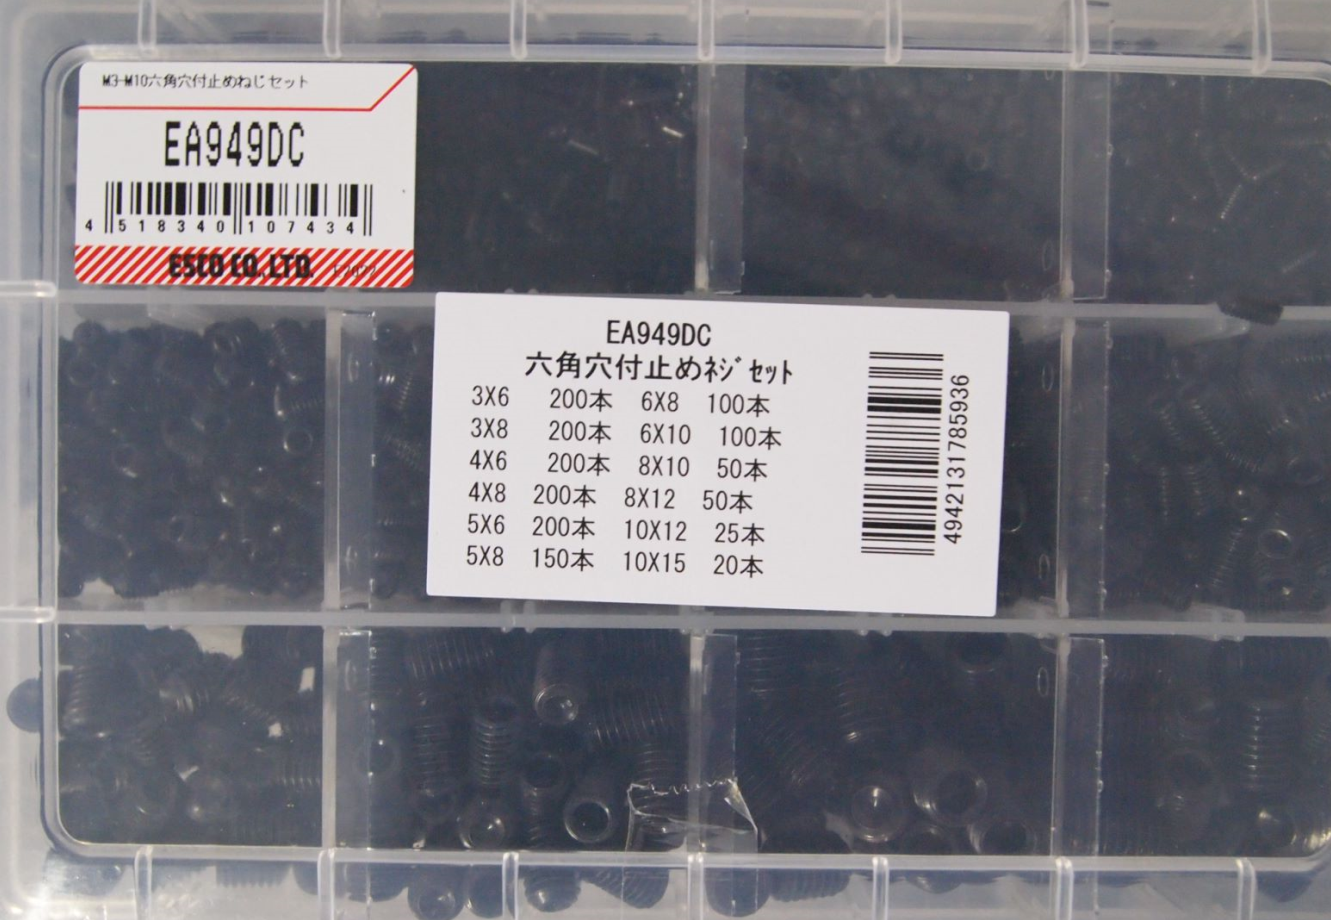 M3-M10六角穴付止めねじセット
EA949DC
4 518340 107434
ESCO CO.,LTD.
EA949DC
六角穴付止めﾈｼﾞｾｯﾄ
3X6 200本 6X8 100本
3X8 200本 6X10 100本
4X6 200本 8X10 50本
4X8 200本 8X12 50本
5X6 200本 10X12 25本
5X8 150本 10X15 20本
4942131785936